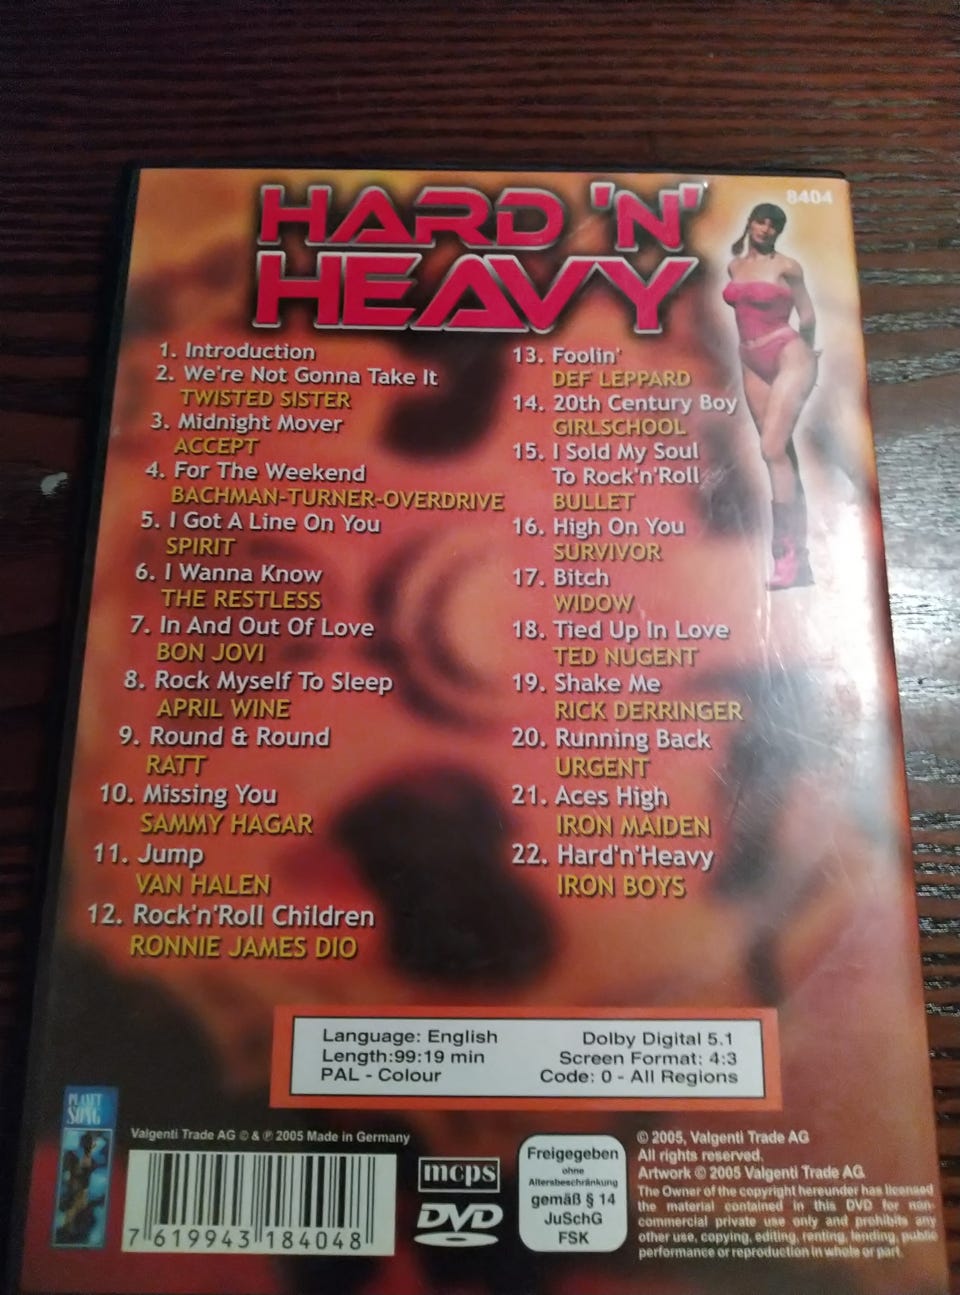 HARD 'N'
HEAVY
8404
1. Introduction
2. We're Not Gonna Take It
TWISTED SISTER
3. Midnight Mover
ACCEPT
4. For The Weekend
BACHMAN-TURNER-OVERDRIVE
5. I Got A Line On You
SPIRIT
6. I Wanna Know
THE RESTLESS
7. In And Out Of Love
BON JOVI
8. Rock Myself To Sleep
APRIL WINE
9. Round & Round
RATT
10. Missing You
SAMMY HAGAR
11. Jump
VAN HALEN
12. Rock'n'Roll Children
RONNIE JAMES DIO
13. Foolin'
DEF LEPPARD
14. 20th Century Boy
GIRLSCHOOL
15. I Sold My Soul
To Rock'n'Roll
BULLET
16. High On You
SURVIVOR
17. Bitch
WIDOW
18. Tied Up In Love
TED NUGENT
19. Shake Me
RICK DERRINGER
20. Running Back
URGENT
21. Aces High
IRON MAIDEN
22. Hard'n'Heavy
IRON BOYS
Language: English
Length:99:19 min
PAL - Colour
Dolby Digital 5.1
Screen Format: 4:3
Code: 0 - All Regions
PLANET
SONG
Valgenti Trade AG © & ℗ 2005 Made in Germany
7 619943 184048
mcps
DVD
Freigegeben
ohne
Altersbeschränkung
gemäß § 14
JuSchG
FSK
© 2005, Valgenti Trade AG
All rights reserved.
Artwork © 2005 Valgenti Trade AG
The Owner of the copyright hereunder has licensed
the material contained in this DVD for non-
commercial private use only and prohibits any
other use, copying, editing, renting, lending, public
performance or reproduction in whole or part.